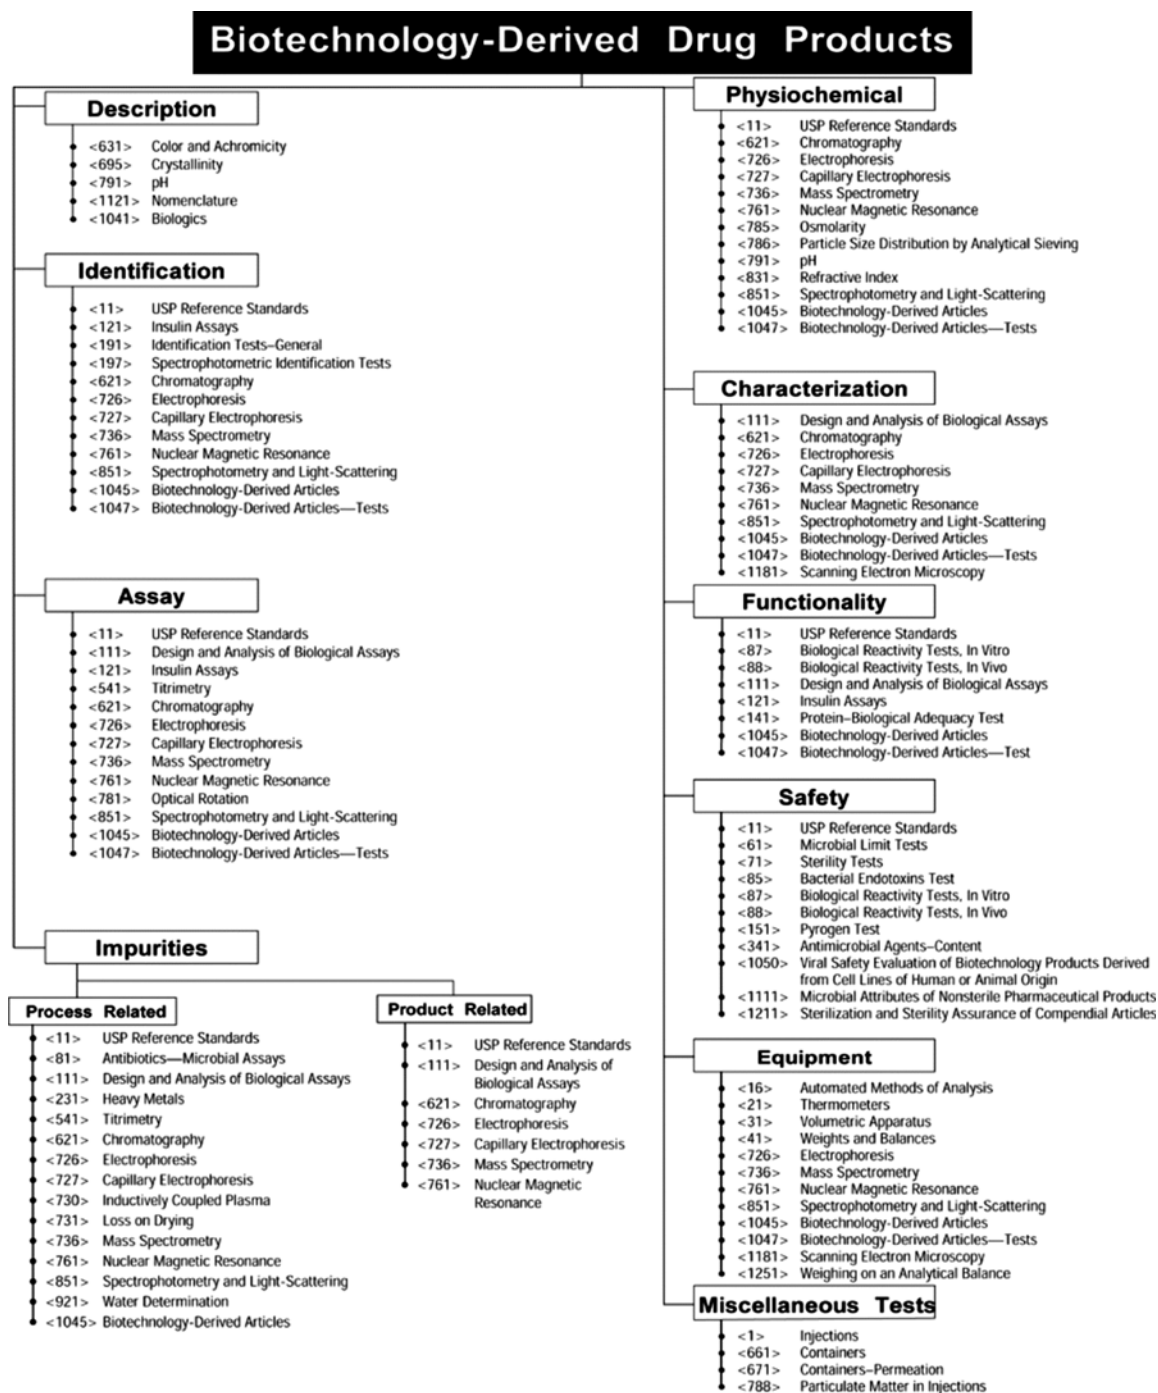 Biotechnology-Derived Drug Products
Description
<631> Color and Achromicity
<695> Crystallinity
<791> pH
<1121> Nomenclature
<1041> Biologics
Identification
<11> USP Reference Standards
<121> Insulin Assays
<191> Identification Tests–General
<197> Spectrophotometric Identification Tests
<621> Chromatography
<726> Electrophoresis
<727> Capillary Electrophoresis
<736> Mass Spectrometry
<761> Nuclear Magnetic Resonance
<851> Spectrophotometry and Light-Scattering
<1045> Biotechnology-Derived Articles
<1047> Biotechnology-Derived Articles—Tests
Assay
<11> USP Reference Standards
<111> Design and Analysis of Biological Assays
<121> Insulin Assays
<541> Titrimetry
<621> Chromatography
<726> Electrophoresis
<727> Capillary Electrophoresis
<736> Mass Spectrometry
<761> Nuclear Magnetic Resonance
<781> Optical Rotation
<851> Spectrophotometry and Light-Scattering
<1045> Biotechnology-Derived Articles
<1047> Biotechnology-Derived Articles—Tests
Impurities
Process Related
<11> USP Reference Standards
<81> Antibiotics—Microbial Assays
<111> Design and Analysis of Biological Assays
<231> Heavy Metals
<541> Titrimetry
<621> Chromatography
<726> Electrophoresis
<727> Capillary Electrophoresis
<730> Inductively Coupled Plasma
<731> Loss on Drying
<736> Mass Spectrometry
<761> Nuclear Magnetic Resonance
<851> Spectrophotometry and Light-Scattering
<921> Water Determination
<1045> Biotechnology-Derived Articles
Product Related
<11> USP Reference Standards
<111> Design and Analysis of
Biological Assays
<621> Chromatography
<726> Electrophoresis
<727> Capillary Electrophoresis
<736> Mass Spectrometry
<761> Nuclear Magnetic
Resonance
Physiochemical
<11> USP Reference Standards
<621> Chromatography
<726> Electrophoresis
<727> Capillary Electrophoresis
<736> Mass Spectrometry
<761> Nuclear Magnetic Resonance
<785> Osmolarity
<786> Particle Size Distribution by Analytical Sieving
<791> pH
<831> Refractive Index
<851> Spectrophotometry and Light-Scattering
<1045> Biotechnology-Derived Articles
<1047> Biotechnology-Derived Articles—Tests
Characterization
<111> Design and Analysis of Biological Assays
<621> Chromatography
<726> Electrophoresis
<727> Capillary Electrophoresis
<736> Mass Spectrometry
<761> Nuclear Magnetic Resonance
<851> Spectrophotometry and Light-Scattering
<1045> Biotechnology-Derived Articles
<1047> Biotechnology-Derived Articles—Tests
<1181> Scanning Electron Microscopy
Functionality
<11> USP Reference Standards
<87> Biological Reactivity Tests, In Vitro
<88> Biological Reactivity Tests, In Vivo
<111> Design and Analysis of Biological Assays
<121> Insulin Assays
<141> Protein–Biological Adequacy Test
<1045> Biotechnology-Derived Articles
<1047> Biotechnology-Derived Articles—Test
Safety
<11> USP Reference Standards
<61> Microbial Limit Tests
<71> Sterility Tests
<85> Bacterial Endotoxins Test
<87> Biological Reactivity Tests, In Vitro
<88> Biological Reactivity Tests, In Vivo
<151> Pyrogen Test
<341> Antimicrobial Agents–Content
<1050> Viral Safety Evaluation of Biotechnology Products Derived
from Cell Lines of Human or Animal Origin
<1111> Microbial Attributes of Nonsterile Pharmaceutical Products
<1211> Sterilization and Sterility Assurance of Compendial Articles
Equipment
<16> Automated Methods of Analysis
<21> Thermometers
<31> Volumetric Apparatus
<41> Weights and Balances
<726> Electrophoresis
<736> Mass Spectrometry
<761> Nuclear Magnetic Resonance
<851> Spectrophotometry and Light-Scattering
<1045> Biotechnology-Derived Articles
<1047> Biotechnology-Derived Articles—Tests
<1181> Scanning Electron Microscopy
<1251> Weighing on an Analytical Balance
Miscellaneous Tests
<1> Injections
<661> Containers
<671> Containers–Permeation
<788> Particulate Matter in Injections